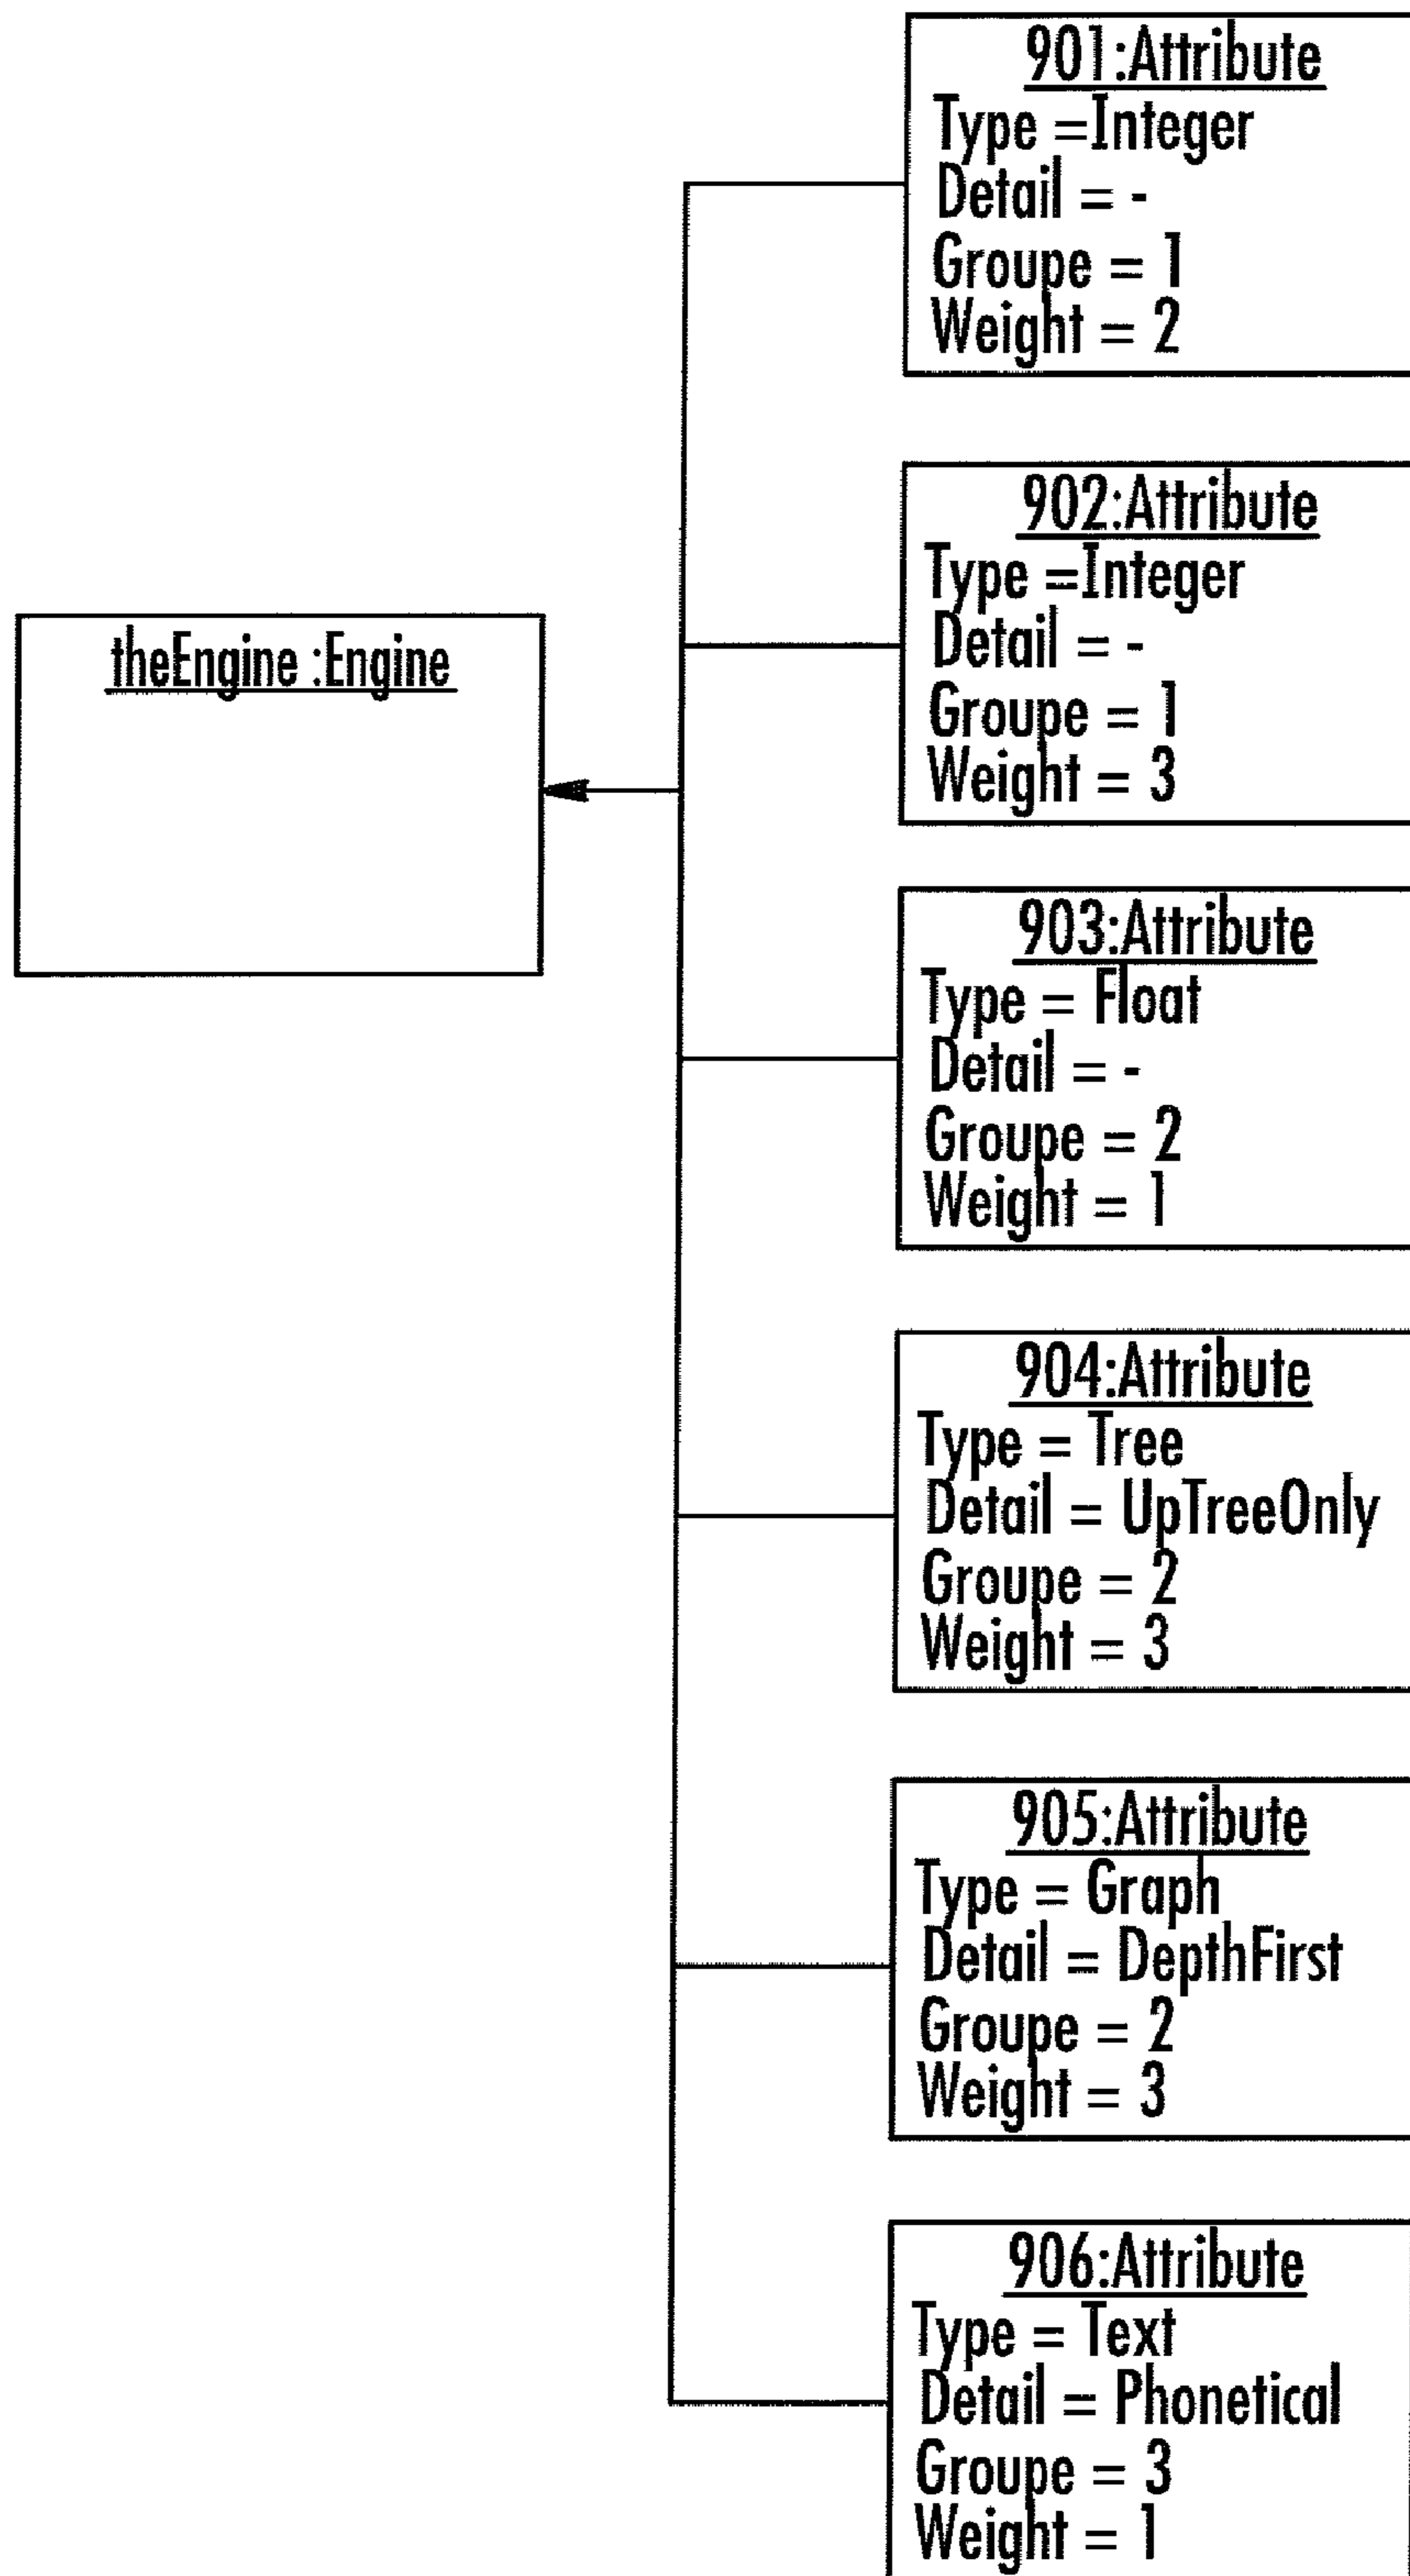 901:Attribute
Type =Integer
Detail = -
Groupe = 1
Weight = 2
902:Attribute
Type =Integer
Detail = -
Groupe = 1
Weight = 3
theEngine :Engine
903:Attribute
Type = Float
Detail = -
Groupe = 2
Weight = 1
904:Attribute
Type = Tree
Detail = UpTreeOnly
Groupe = 2
Weight = 3
905:Attribute
Type = Graph
Detail = DepthFirst
Groupe = 2
Weight = 3
906:Attribute
Type = Text
Detail = Phonetical
Groupe = 3
Weight = 1